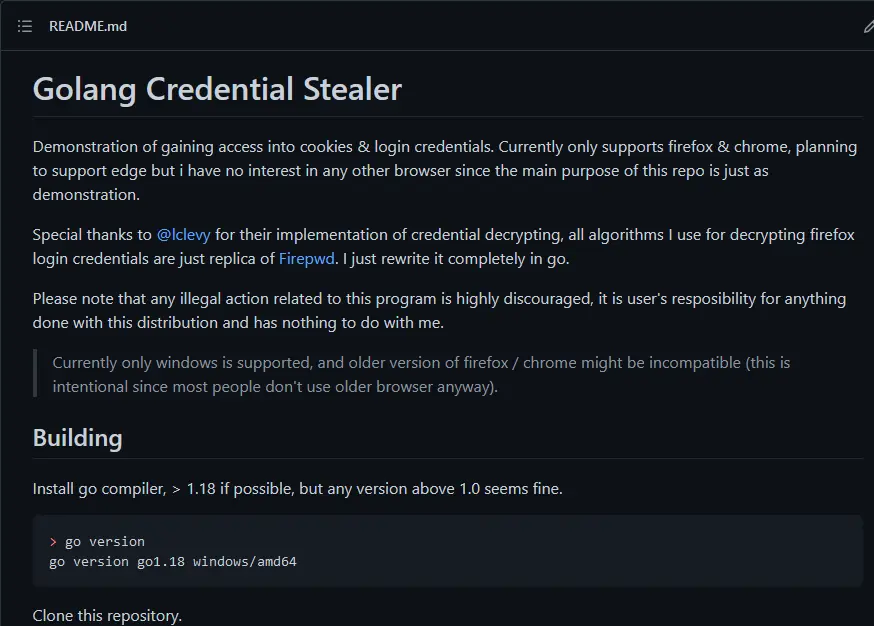 README.md
Golang Credential Stealer
Demonstration of gaining access into cookies & login credentials. Currently only supports firefox & chrome, planning
to support edge but i have no interest in any other browser since the main purpose of this repo is just as
demonstration.
Special thanks to @lclevy for their implementation of credential decrypting, all algorithms I use for decrypting firefox
login credentials are just replica of Firepwd. I just rewrite it completely in go.
Please note that any illegal action related to this program is highly discouraged, it is user's resposibility for anything
done with this distribution and has nothing to do with me.
Currently only windows is supported, and older version of firefox / chrome might be incompatible (this is
intentional since most people don't use older browser anyway).
Building
Install go compiler, > 1.18 if possible, but any version above 1.0 seems fine.
> go version
go version go1.18 windows/amd64
Clone this repository.